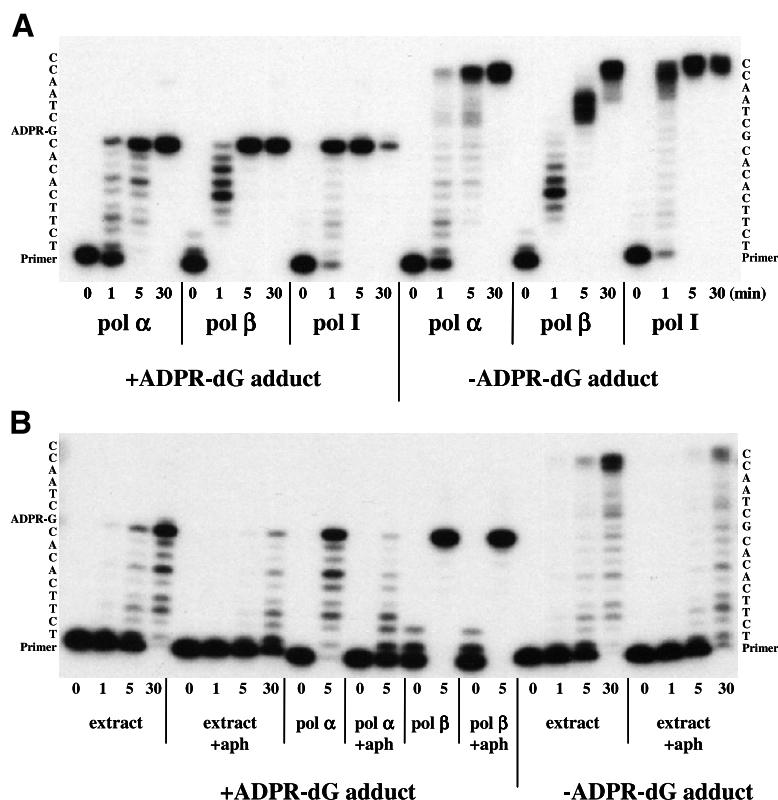 A
C
C
A
A
T
C
ADPR-G
C
A
C
A
C
T
T
C
T
Primer
C
C
A
A
T
C
G
C
A
C
A
C
T
T
C
T
Primer
0 1 5 30 0 1 5 30 0 1 5 30 0 1 5 30 0 1 5 30 0 1 5 30 (min)
pol α pol β pol I pol α pol β pol I
+ADPR-dG adduct -ADPR-dG adduct
B
C
C
A
A
T
C
ADPR-G
C
A
C
A
C
T
T
C
T
Primer
C
C
A
A
T
C
G
C
A
C
A
C
T
T
C
T
Primer
0 1 5 30 0 1 5 30 0 5 0 5 0 5 0 5 0 1 5 30 0 1 5 30
extract extract pol α pol α pol β pol β extract extract
+aph +aph +aph +aph
+ADPR-dG adduct -ADPR-dG adduct